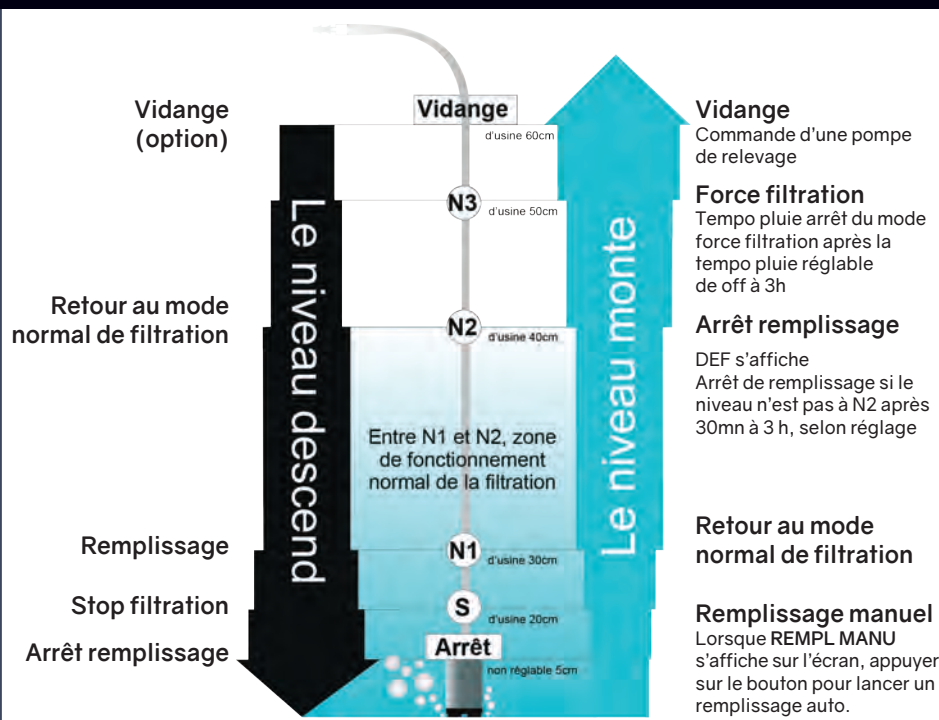 Vidange
(option)
Retour au mode
normal de filtration
Remplissage
Stop filtration
Arrêt remplissage
Le niveau descend
Vidange
d'usine 60cm
N3
d'usine 50cm
N2
d'usine 40cm
Entre N1 et N2, zone
de fonctionnement
normal de la filtration
N1
d'usine 30cm
S
d'usine 20cm
Arrêt
non réglable 5cm
Le niveau monte
Vidange
Commande d'une pompe
de relevage
Force filtration
Tempo pluie arrêt du mode
force filtration après la
tempo pluie réglable
de off à 3h
Arrêt remplissage
DEF s'affiche
Arrêt de remplissage si le
niveau n'est pas à N2 après
30mn à 3 h, selon réglage
Retour au mode
normal de filtration
Remplissage manuel
Lorsque REMPL MANU
s'affiche sur l'écran, appuyer
sur le bouton pour lancer un
remplissage auto.